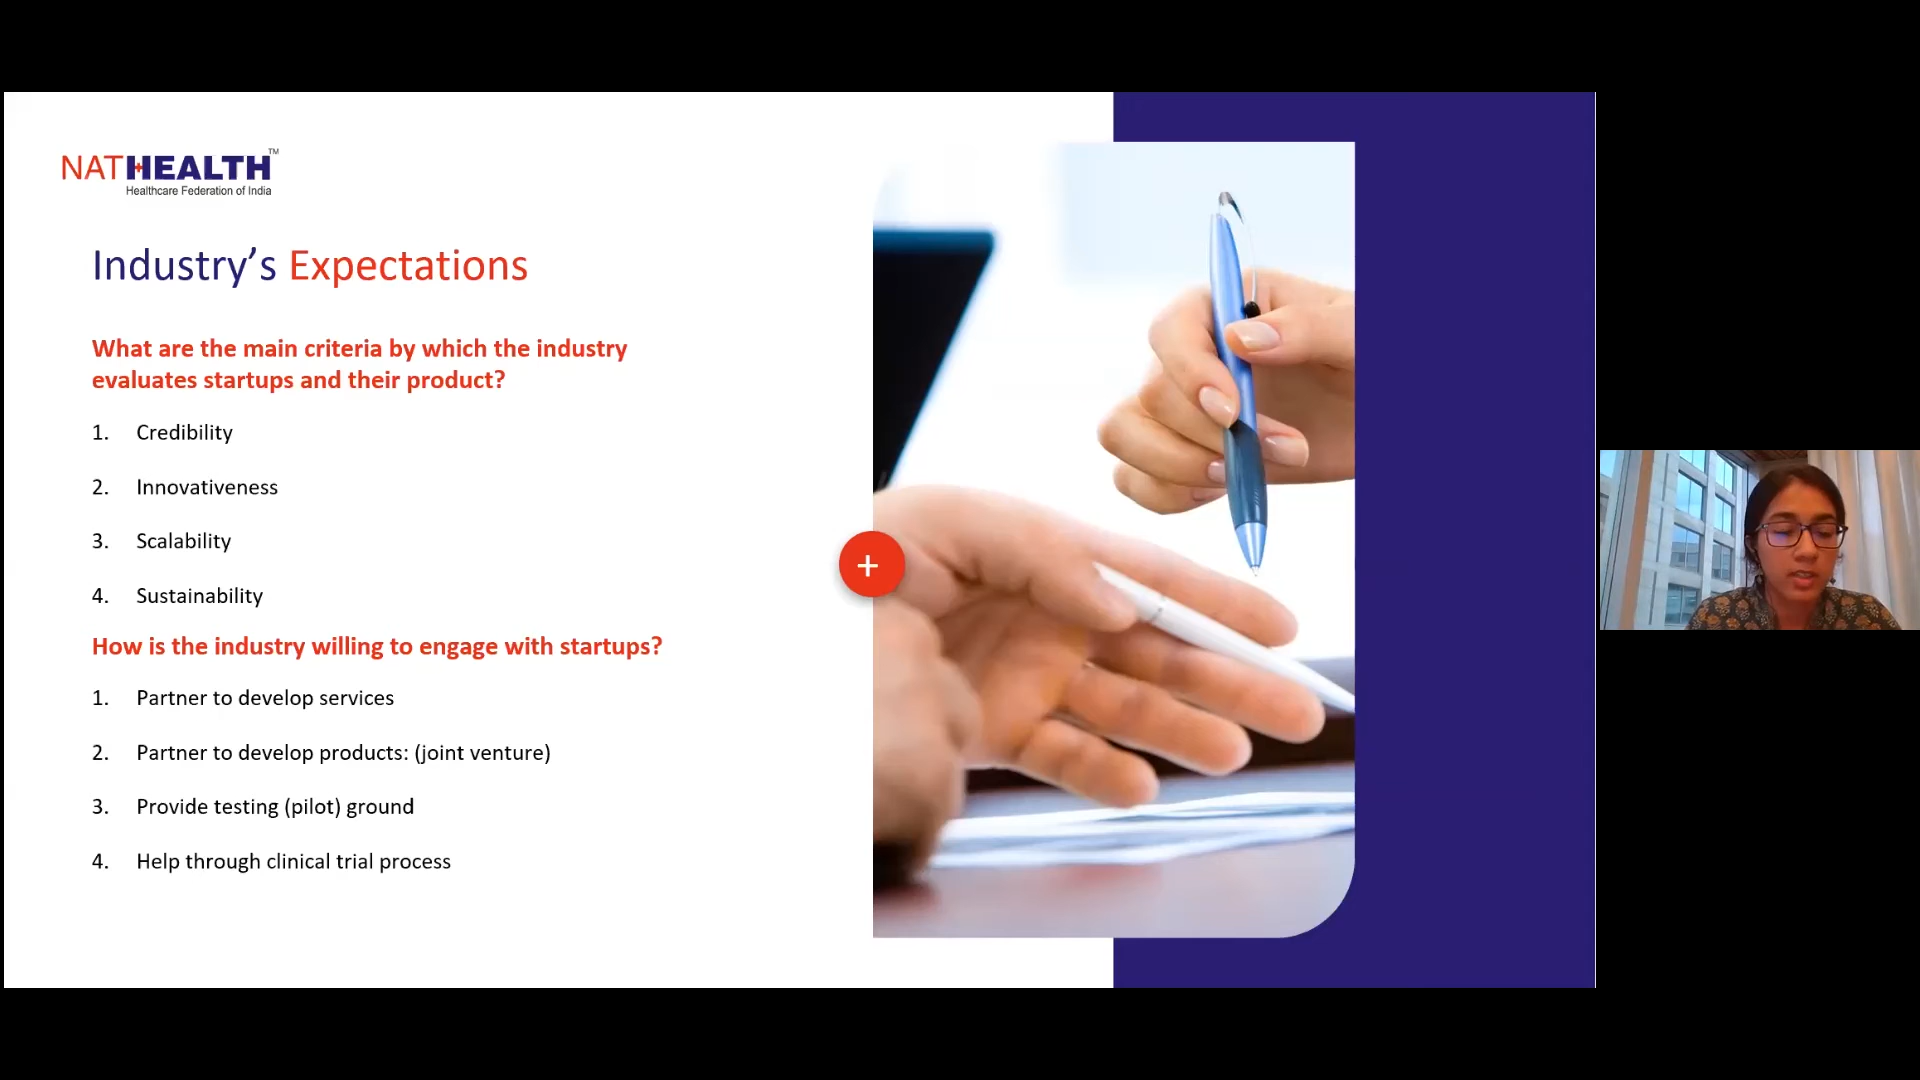 NATHEALTH™
Healthcare Federation of India
Industry’s Expectations
What are the main criteria by which the industry
evaluates startups and their product?
1. Credibility
2. Innovativeness
3. Scalability
4. Sustainability
How is the industry willing to engage with startups?
1. Partner to develop services
2. Partner to develop products: (joint venture)
3. Provide testing (pilot) ground
4. Help through clinical trial process